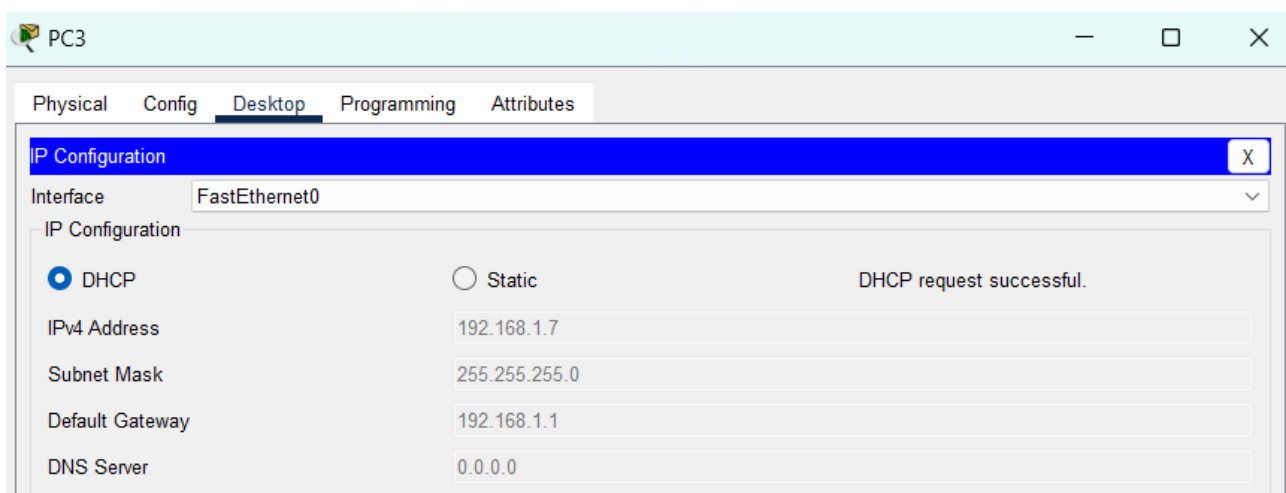 PC3
Physical Config Desktop Programming Attributes
IP Configuration X
Interface FastEthernet0
IP Configuration
DHCP Static DHCP request successful.
IPv4 Address 192.168.1.7
Subnet Mask 255.255.255.0
Default Gateway 192.168.1.1
DNS Server 0.0.0.0